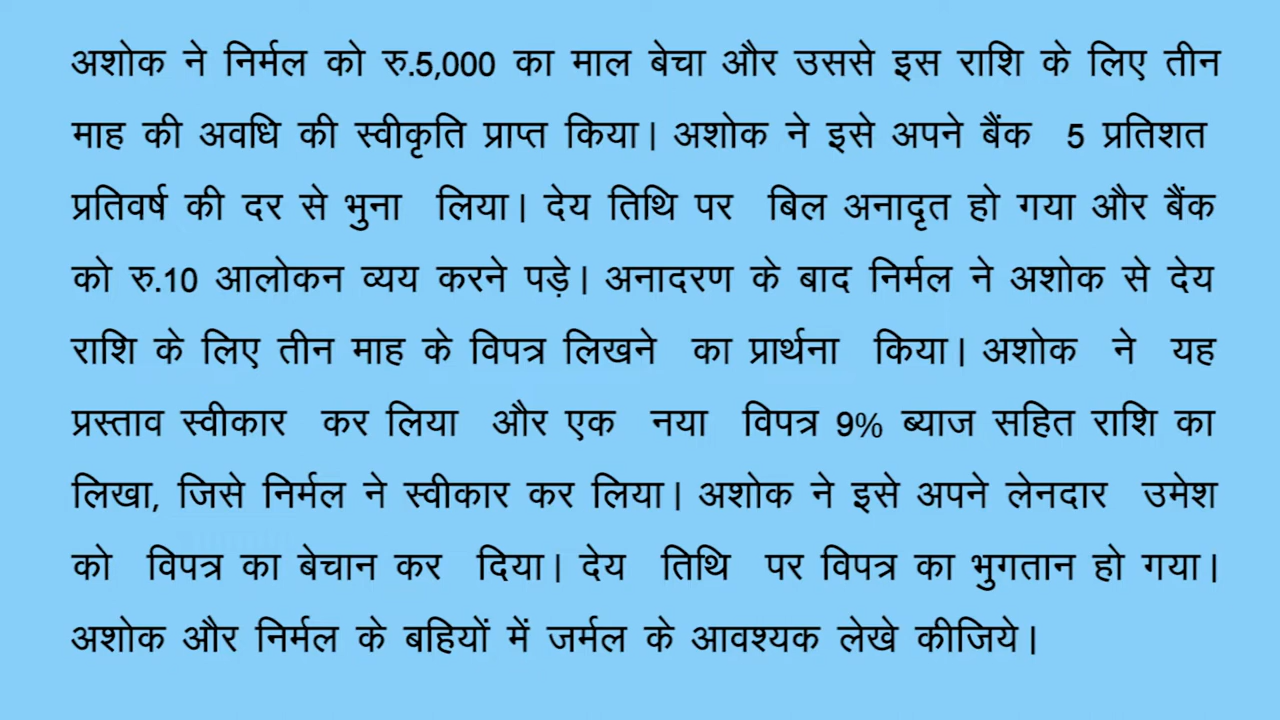 अशोक ने निर्मल को रु.5,000 का माल बेचा और उससे इस राशि के लिए तीन
माह की अवधि की स्वीकृति प्राप्त किया। अशोक ने इसे अपने बैंक 5 प्रतिशत
प्रतिवर्ष की दर से भुना लिया। देय तिथि पर बिल अनादृत हो गया और बैंक
को रु.10 आलोकन व्यय करने पड़े। अनादरण के बाद निर्मल ने अशोक से देय
राशि के लिए तीन माह के विपत्र लिखने का प्रार्थना किया। अशोक ने यह
प्रस्ताव स्वीकार कर लिया और एक नया विपत्र 9% ब्याज सहित राशि का
लिखा, जिसे निर्मल ने स्वीकार कर लिया। अशोक ने इसे अपने लेनदार उमेश
को विपत्र का बेचान कर दिया। देय तिथि पर विपत्र का भुगतान हो गया।
अशोक और निर्मल के बहियों में जर्मल के आवश्यक लेखे कीजिये।